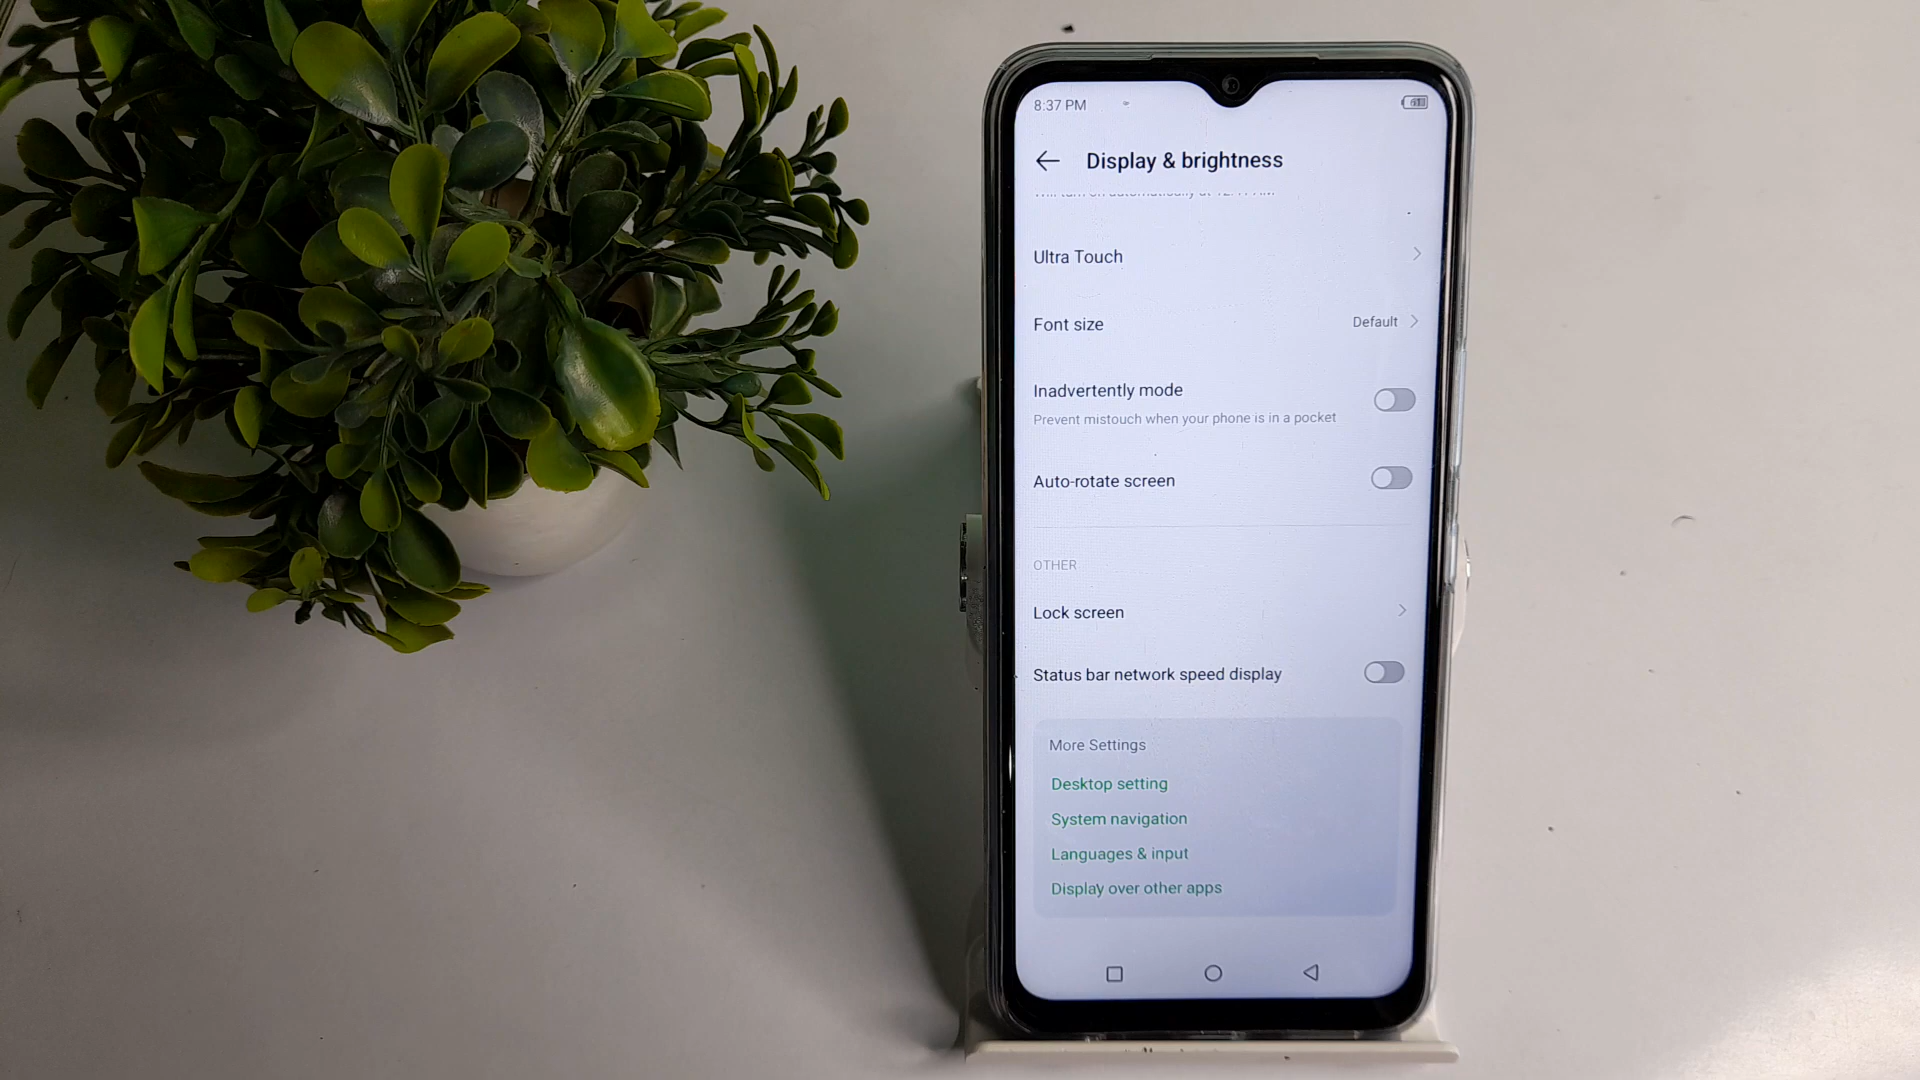 8:37 PM
Display & brightness
Ultra Touch
Font size
Default
Inadvertently mode
Prevent mistouch when your phone is in a pocket
Auto-rotate screen
OTHER
Lock screen
Status bar network speed display
More Settings
Desktop setting
System navigation
Languages & input
Display over other apps